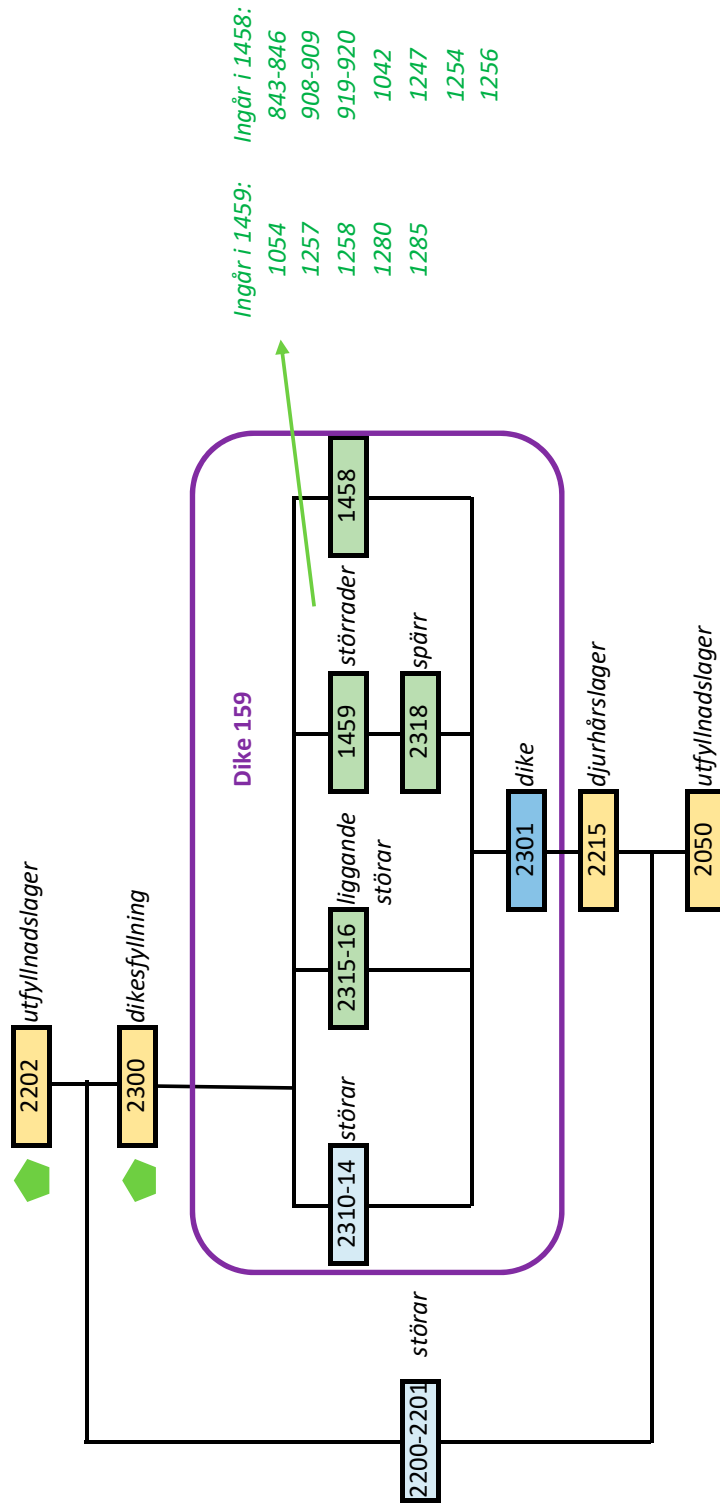 2202 utfyllnadslager
2300 dikesfyllning
Dike 159
2310-14 störar
2315-16 liggande
störar
1459 störrader
1458
2318 spärr
2200-2201 störar
2301 dike
2215 djurhårslager
2050 utfyllnadslager
Ingår i 1459:
1054
1257
1258
1280
1285
Ingår i 1458:
843-846
908-909
919-920
1042
1247
1254
1256